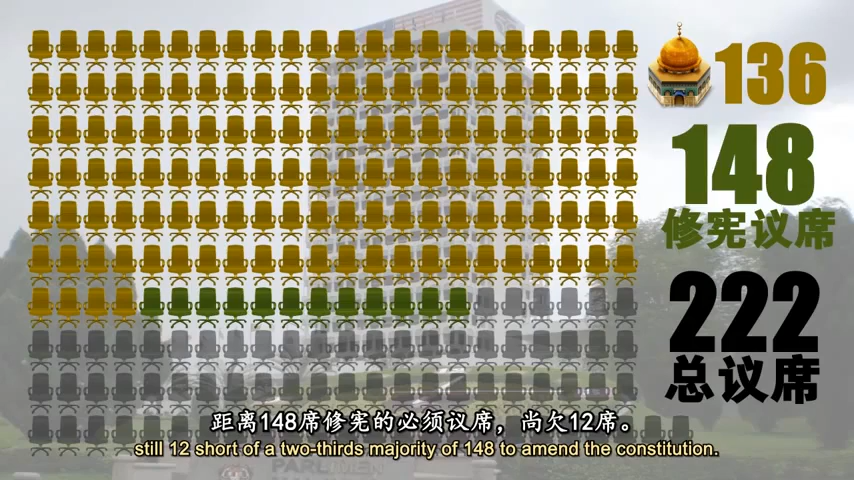 136
148
修宪议席
222
总议席
距离148席修宪的必须议席，尚欠12席。
still 12 short of a two-thirds majority of 148 to amend the constitution.